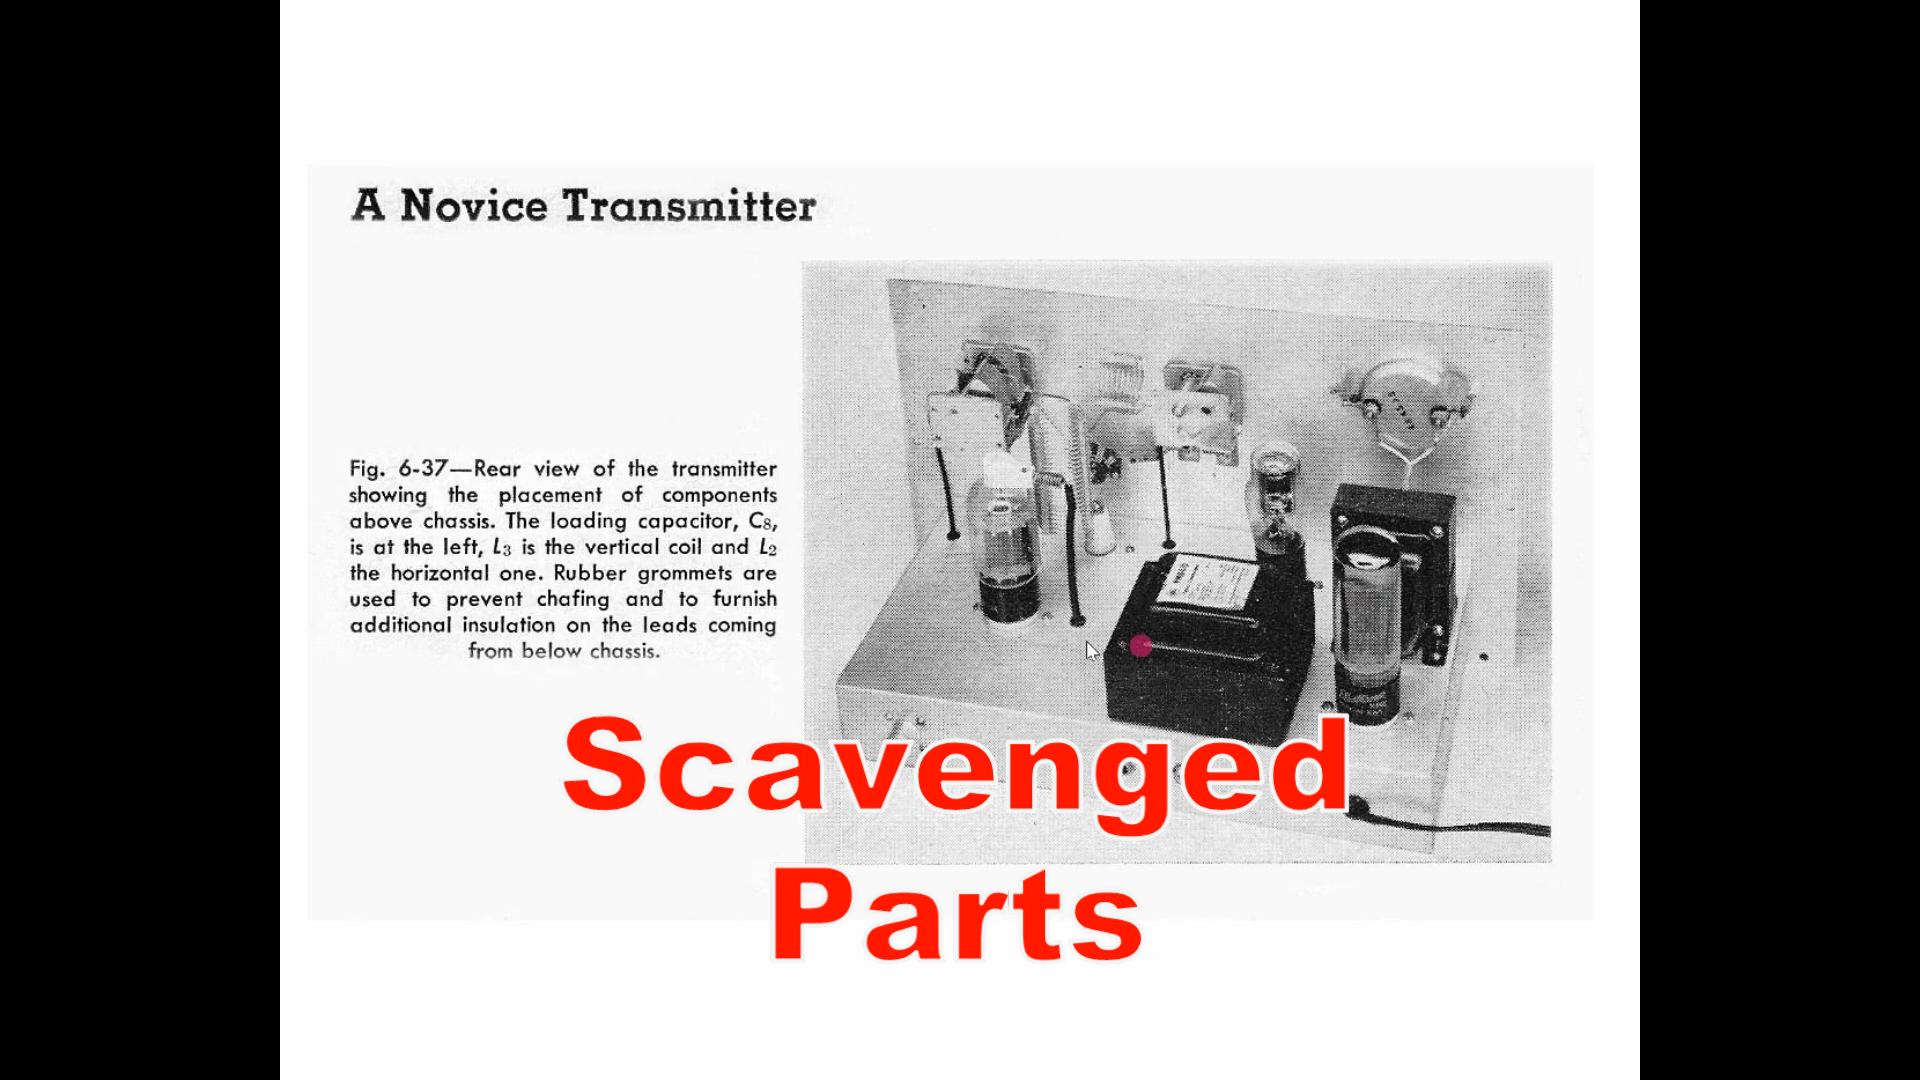 A Novice Transmitter
Fig. 6-37—Rear view of the transmitter
showing the placement of components
above chassis. The loading capacitor, C8,
is at the left, L3 is the vertical coil and L2
the horizontal one. Rubber grommets are
used to prevent chafing and to furnish
additional insulation on the leads coming
from below chassis.
Scavenged
Parts